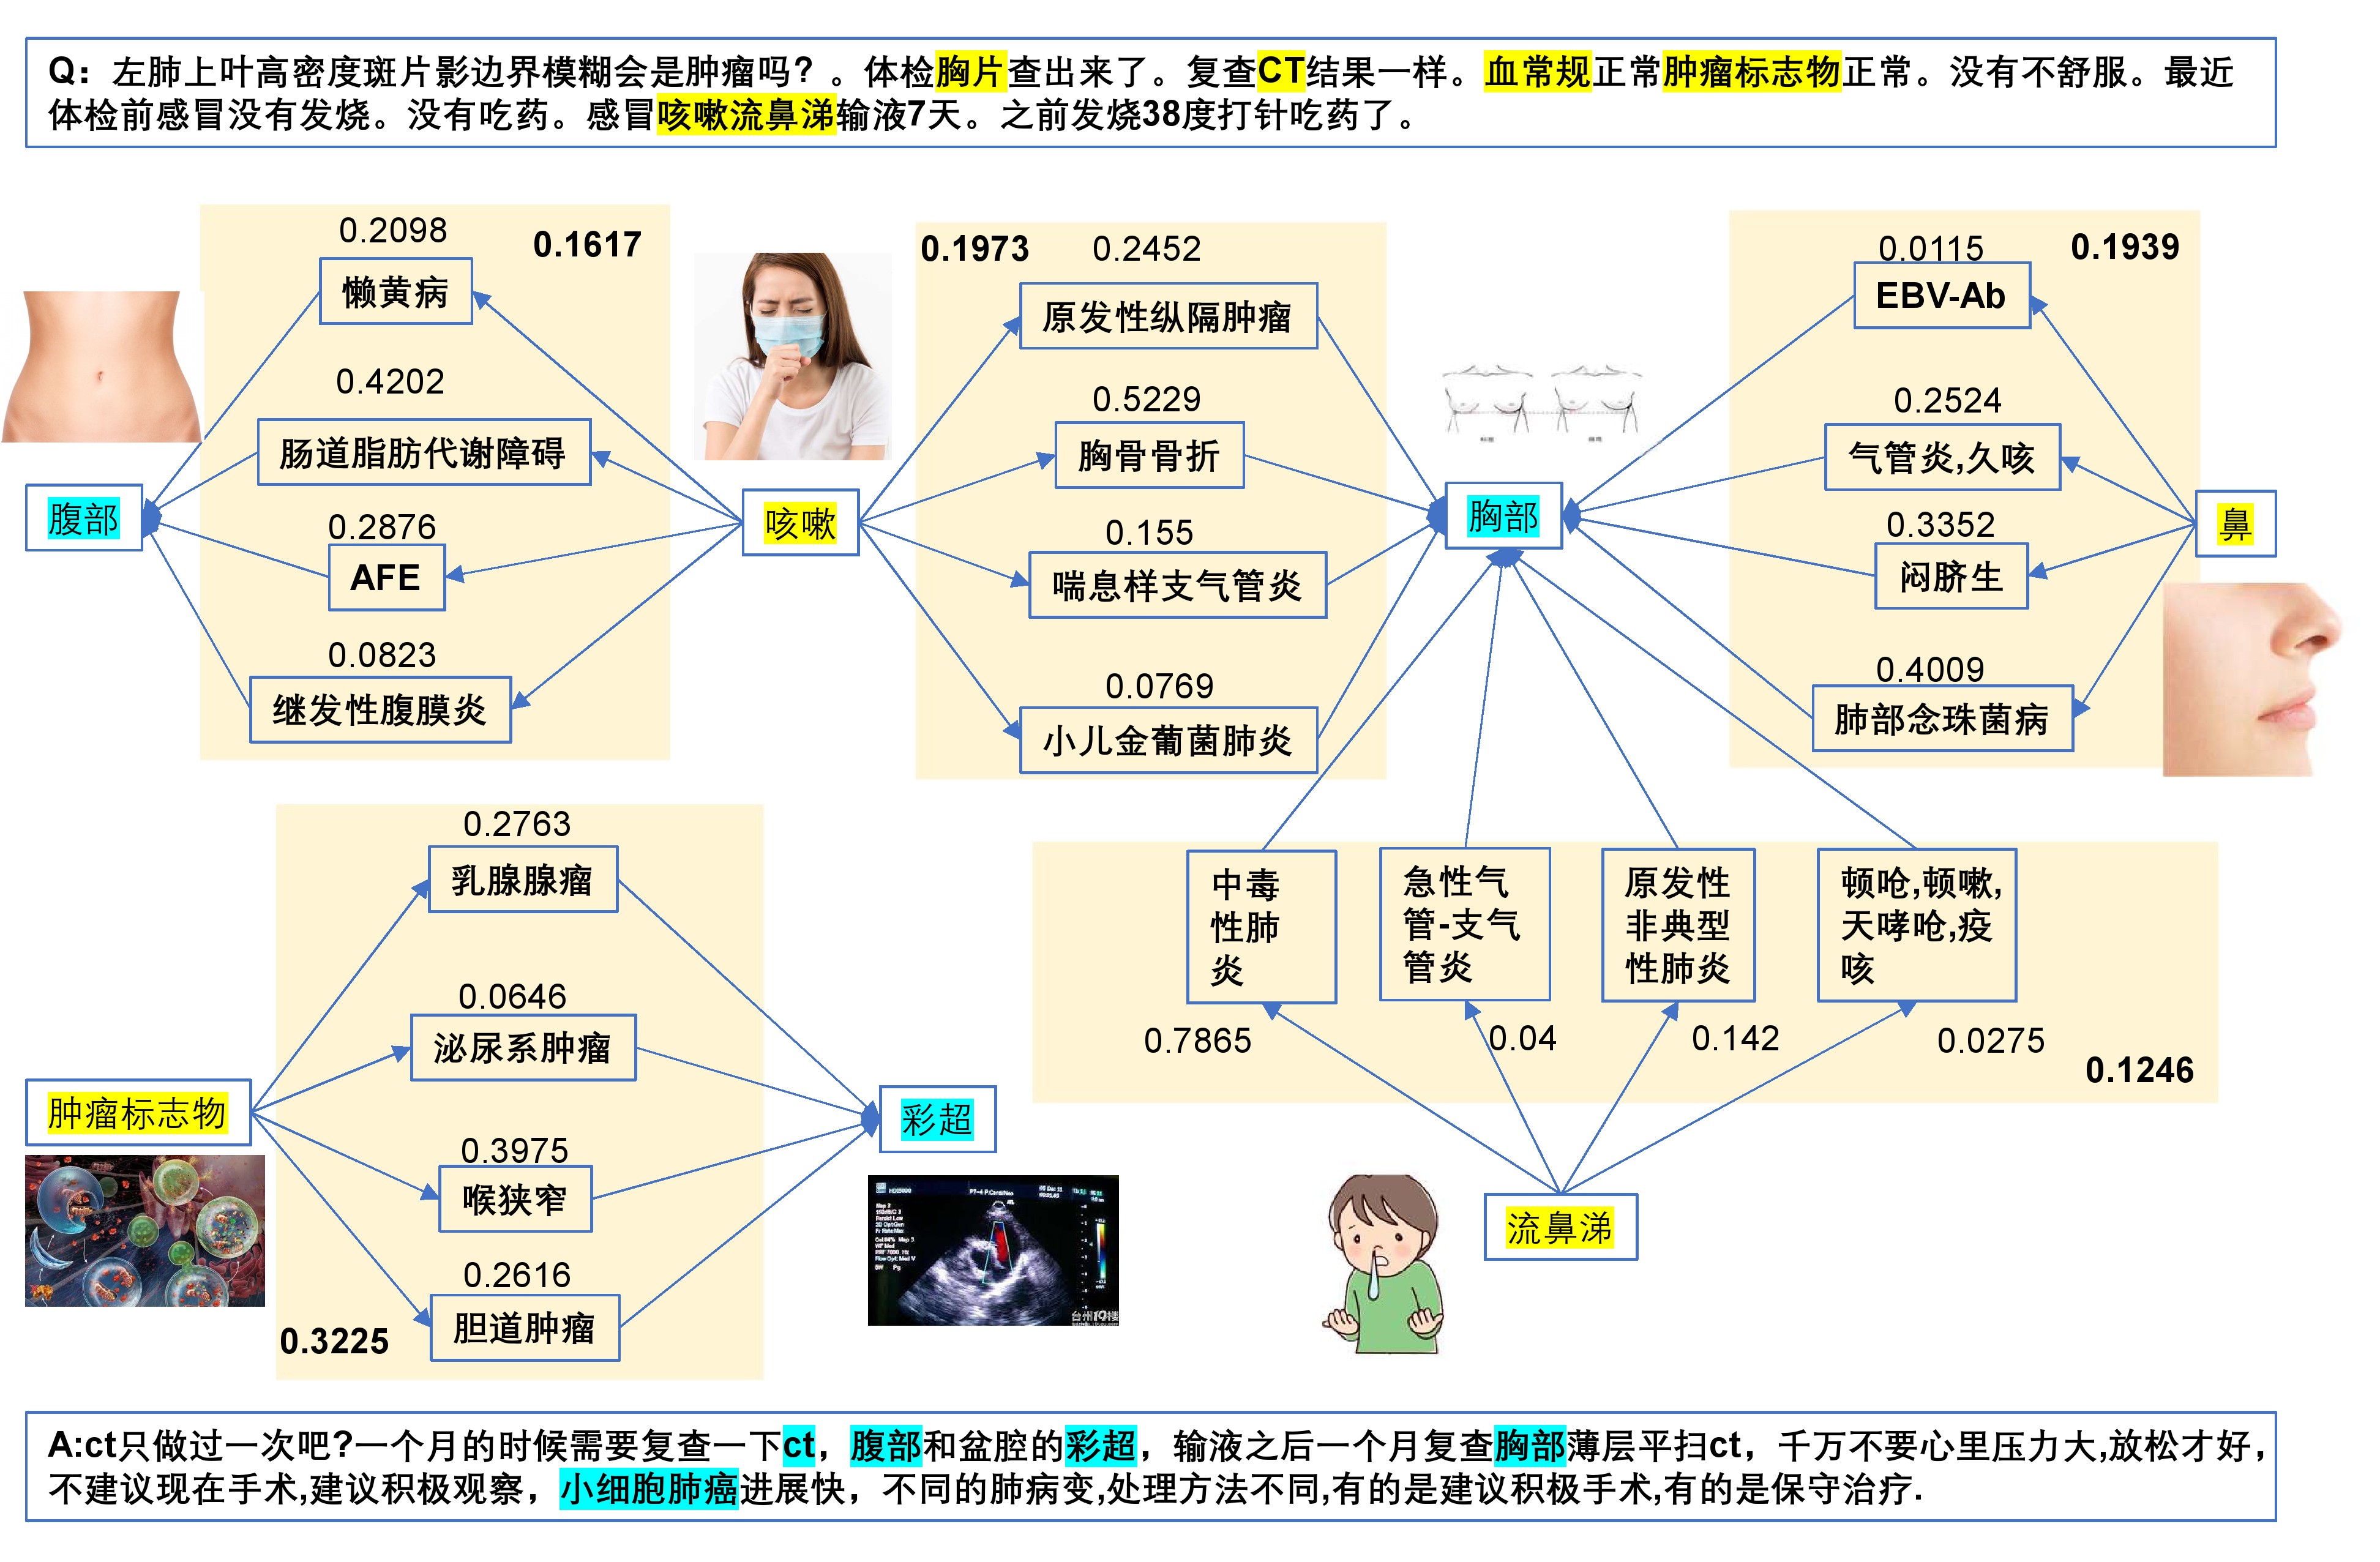 Q：左肺上叶高密度斑片影边界模糊会是肿瘤吗？。体检胸片查出来了。复查CT结果一样。血常规正常肿瘤标志物正常。没有不舒服。最近
体检前感冒没有发烧。没有吃药。感冒咳嗽流鼻涕输液7天。之前发烧38度打针吃药了。
0.2098
0.1617
懒黄病
0.4202
肠道脂肪代谢障碍
腹部
0.2876
AFE
0.0823
继发性腹膜炎
咳嗽
0.1973
0.2452
原发性纵隔肿瘤
0.5229
胸骨骨折
0.155
喘息样支气管炎
0.0769
小儿金葡菌肺炎
胸部
0.0115
0.1939
EBV-Ab
0.2524
气管炎,久咳
0.3352
闷脐生
0.4009
肺部念珠菌病
鼻
0.2763
乳腺腺瘤
0.0646
泌尿系肿瘤
肿瘤标志物
0.3975
喉狭窄
0.2616
胆道肿瘤
0.3225
彩超
台州19楼
中毒
性肺
炎
急性气
管-支气
管炎
原发性
非典型
性肺炎
顿呛,顿嗽,
天哮呛,疫
咳
0.7865
0.04
0.142
0.0275
0.1246
流鼻涕
A:ct只做过一次吧?一个月的时候需要复查一下ct，腹部和盆腔的彩超，输液之后一个月复查胸部薄层平扫ct，千万不要心里压力大,放松才好，
不建议现在手术,建议积极观察，小细胞肺癌进展快，不同的肺病变,处理方法不同,有的是建议积极手术,有的是保守治疗.